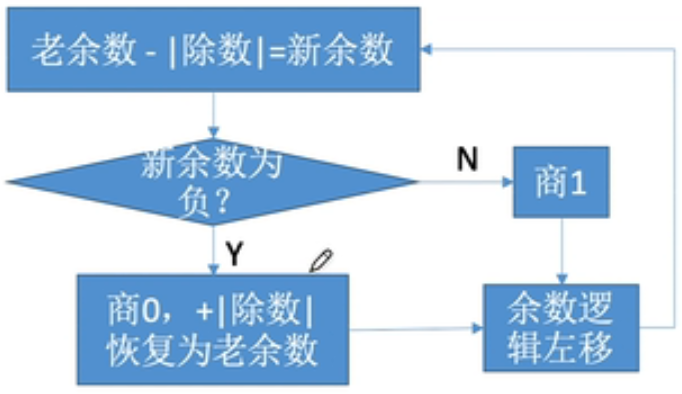 老余数 - |除数|=新余数
新余数为
负？
N
商1
Y
商0，+|除数|
恢复为老余数
余数逻
辑左移